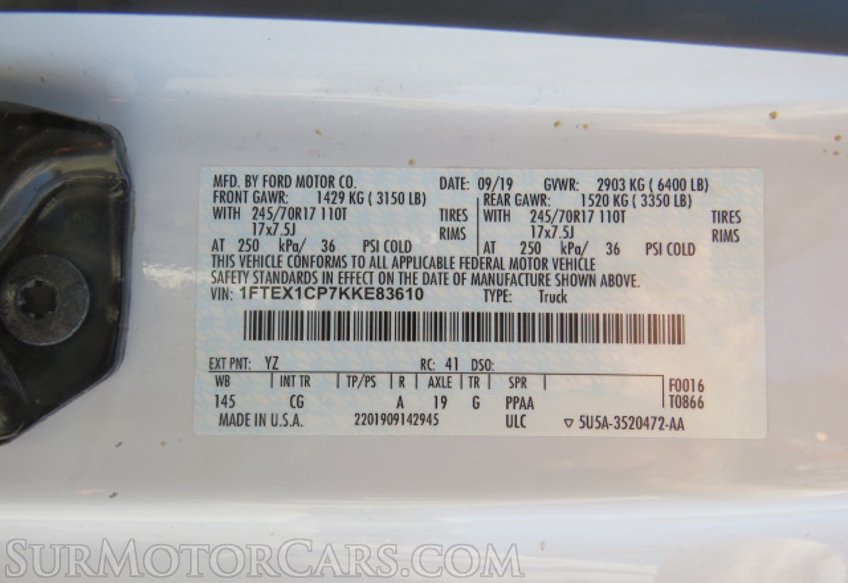 MFD. BY FORD MOTOR CO. DATE: 09/19 GVWR: 2903 KG ( 6400 LB)
FRONT GAWR: 1429 KG ( 3150 LB) REAR GAWR: 1520 KG ( 3350 LB)
WITH 245/70R17 110T TIRES WITH 245/70R17 110T TIRES
17x7.5J RIMS 17x7.5J RIMS
AT 250 kPa/ 36 PSI COLD AT 250 kPa/ 36 PSI COLD
THIS VEHICLE CONFORMS TO ALL APPLICABLE FEDERAL MOTOR VEHICLE
SAFETY STANDARDS IN EFFECT ON THE DATE OF MANUFACTURE SHOWN ABOVE.
VIN: 1FTEX1CP7KKE83610 TYPE: Truck
EXT PNT: YZ RC: 41 DSO:
WB INT TR TP/PS R AXLE TR SPR F0016
145 CG A 19 G PPAA T0866
MADE IN U.S.A. 2201909142945 ULC ▽ 5U5A-3520472-AA
SurMotorCars.com